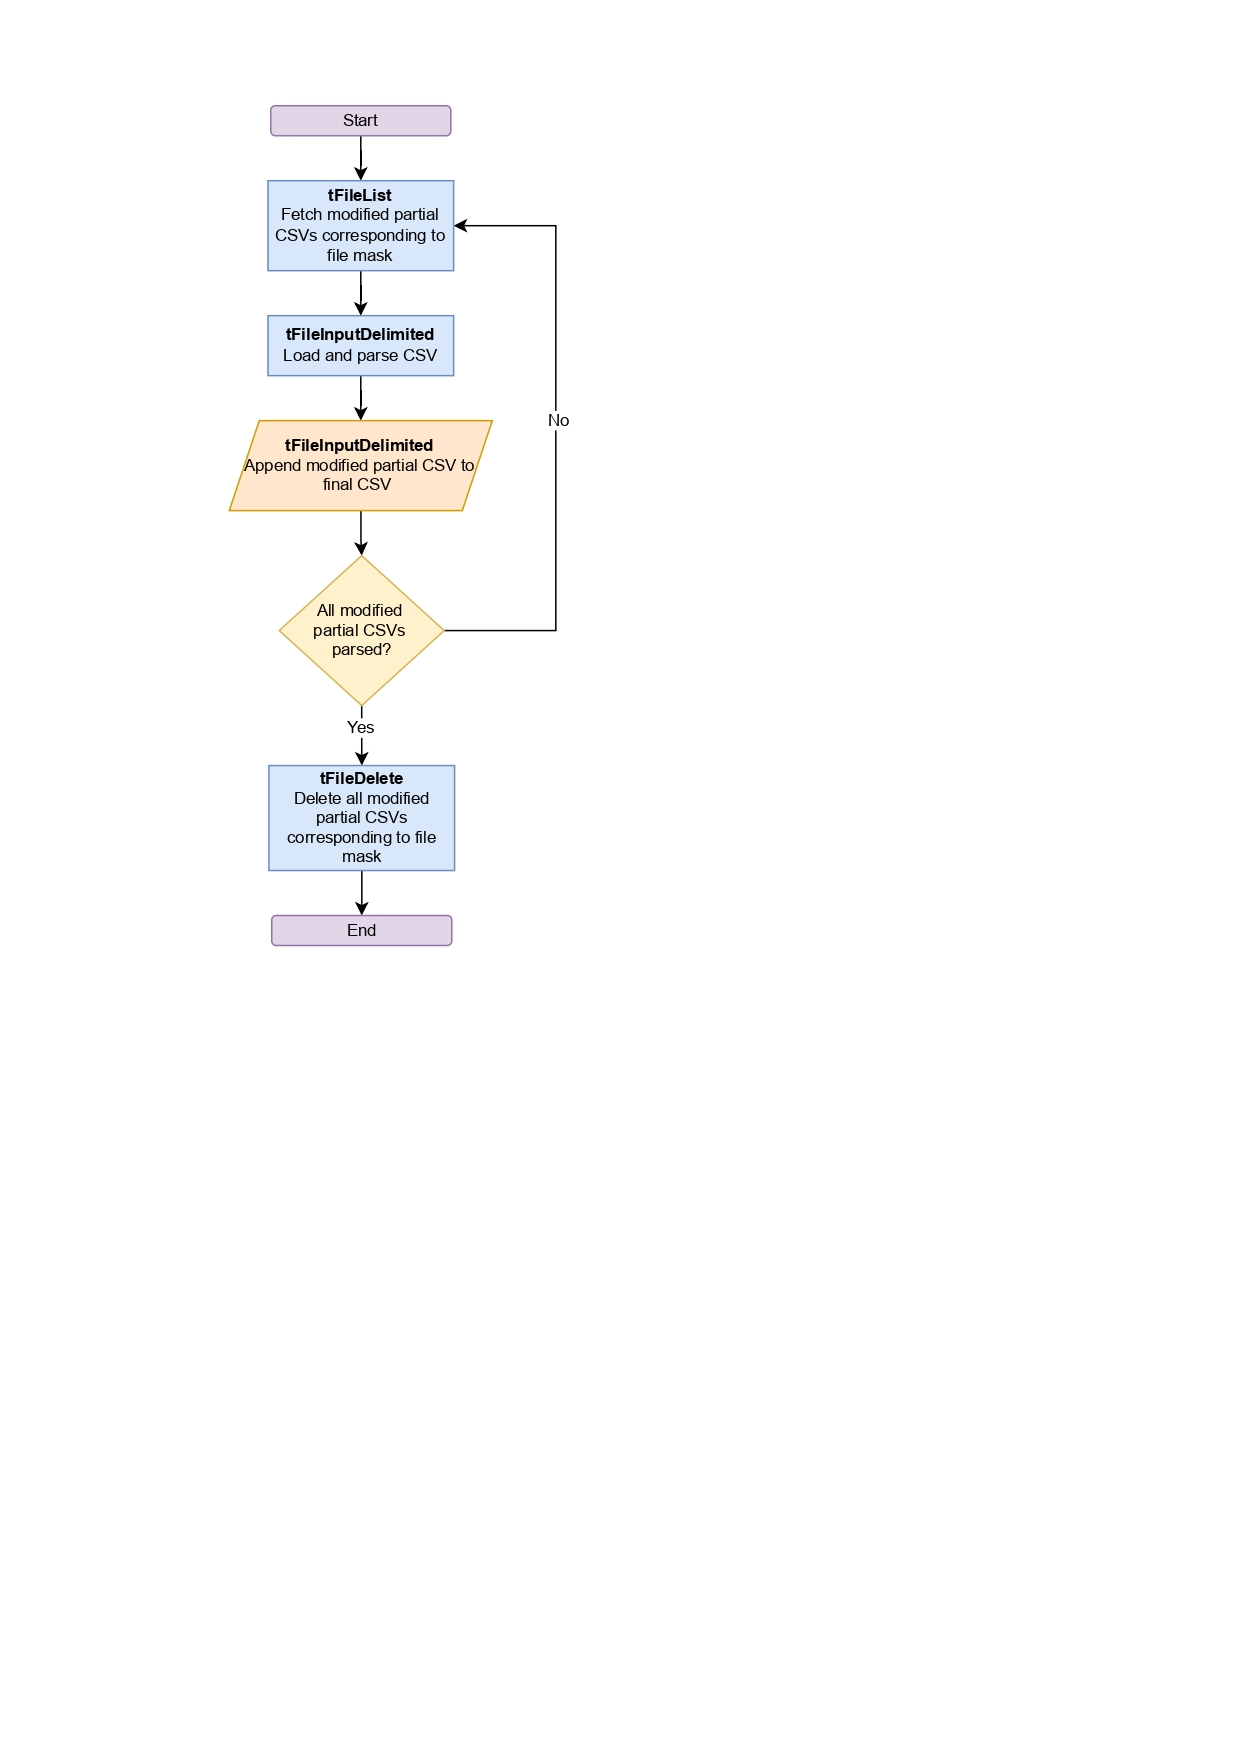 Start
tFileList
Fetch modified partial
CSVs corresponding to
file mask
tFileInputDelimited
Load and parse CSV
No
tFileInputDelimited
Append modified partial CSV to
final CSV
All modified
partial CSVs
parsed?
Yes
tFileDelete
Delete all modified
partial CSVs
corresponding to file
mask
End